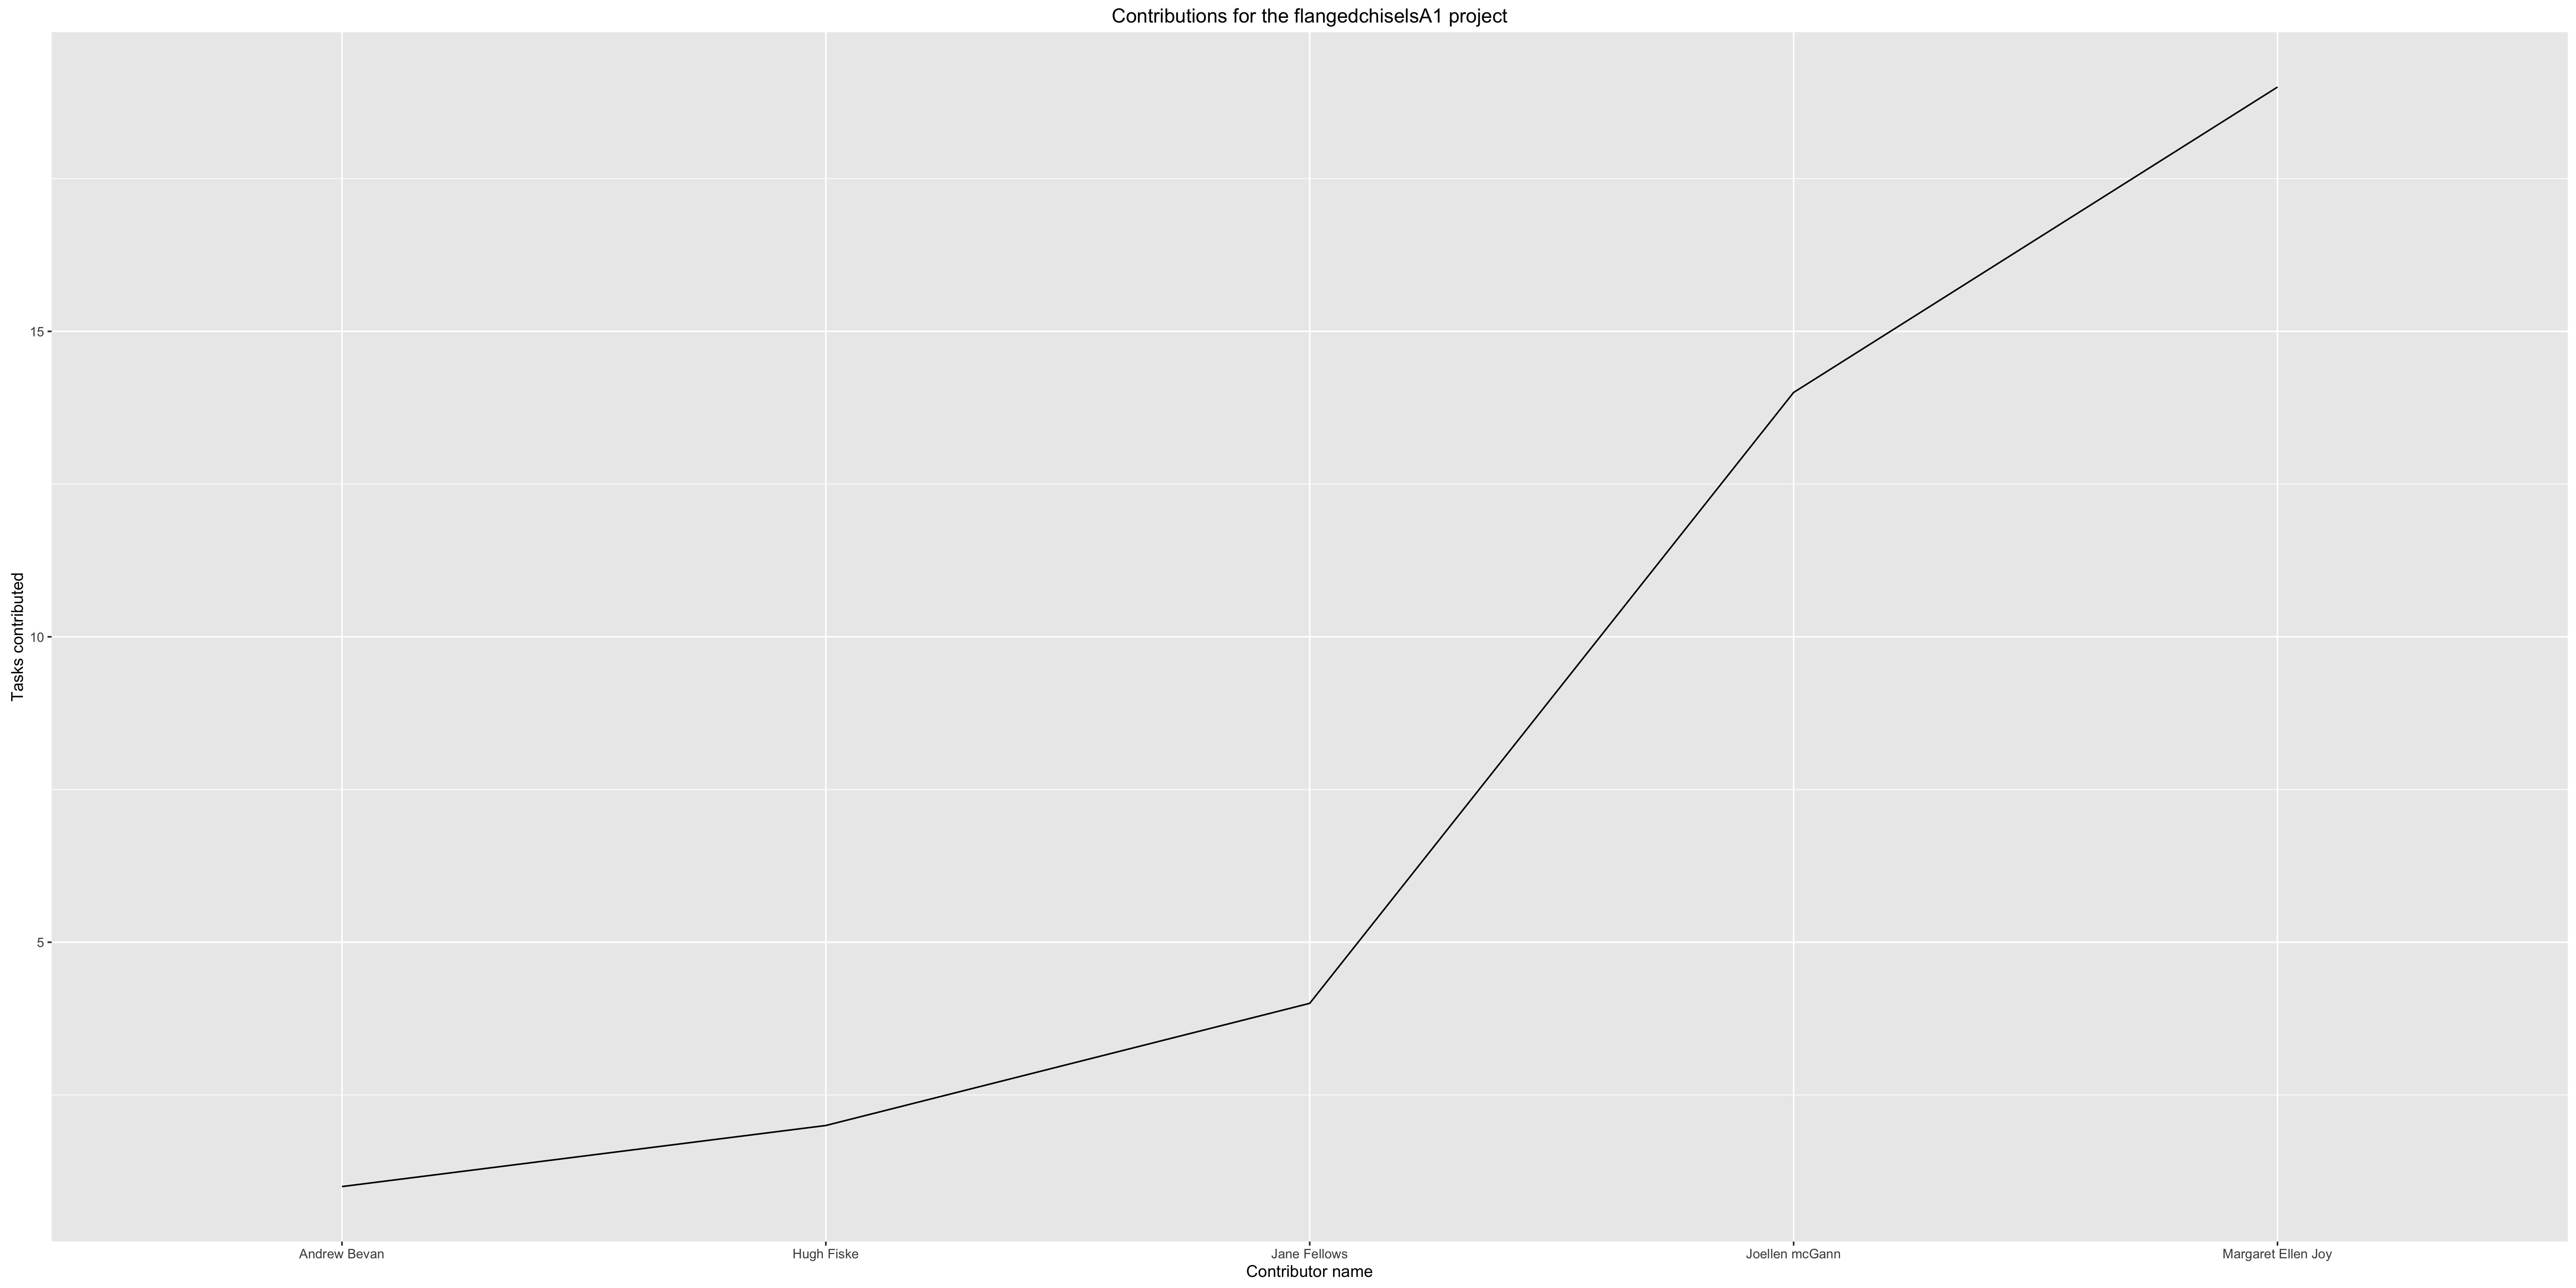 Contributions for the flangedchiselsA1 project
Tasks contributed
15
10
5
Andrew Bevan
Hugh Fiske
Jane Fellows
Joellen mcGann
Margaret Ellen Joy
Contributor name